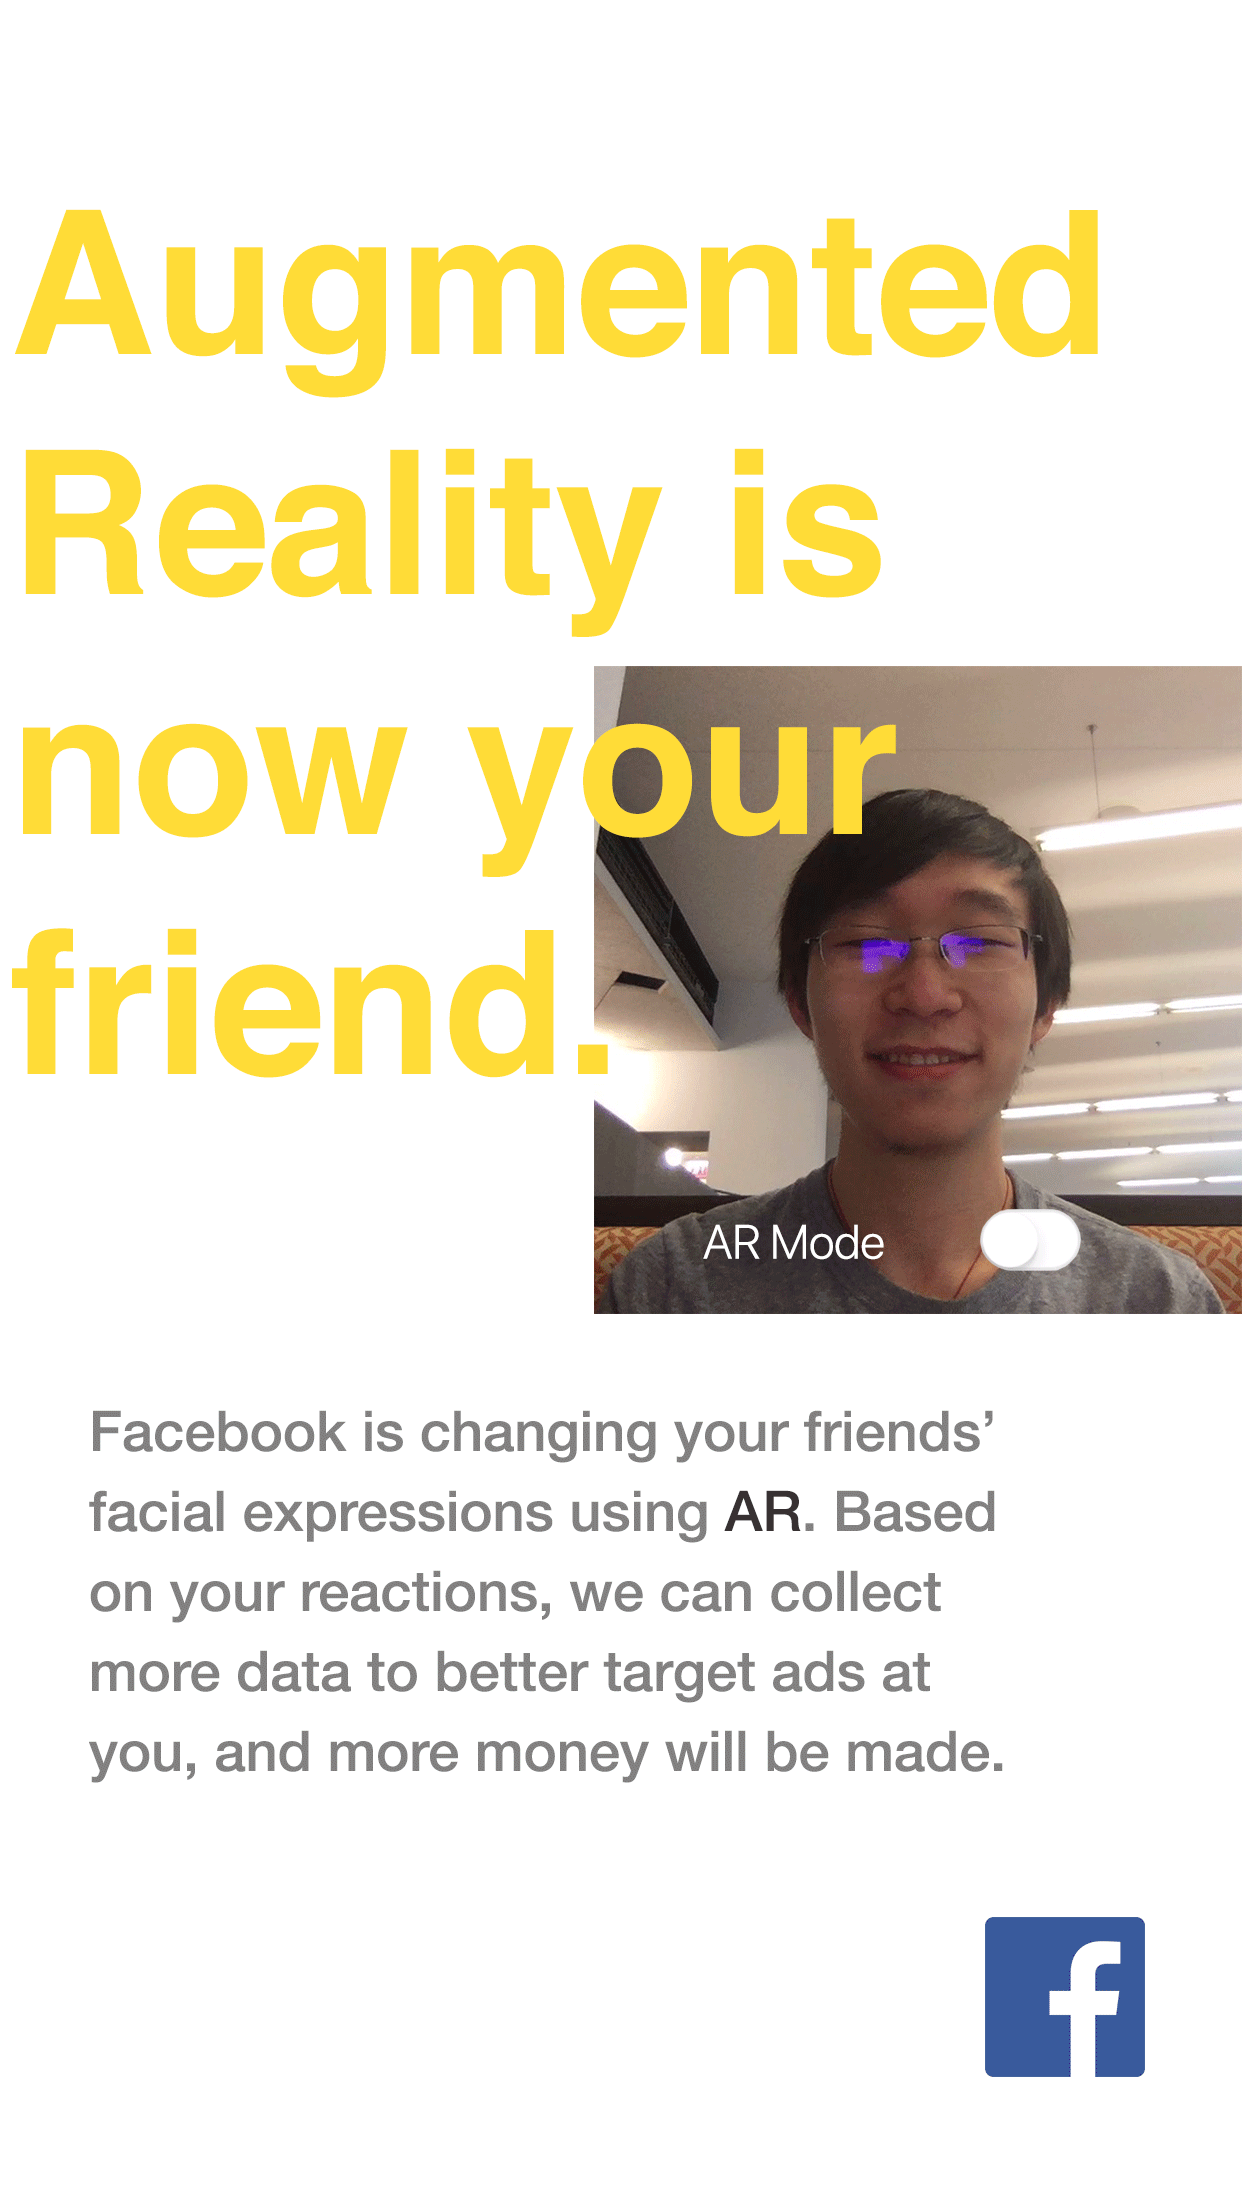 Augmented
Reality is
now your
friend.
AR Mode
Facebook is changing your friends’
facial expressions using AR. Based
on your reactions, we can collect
more data to better target ads at
you, and more money will be made.
f